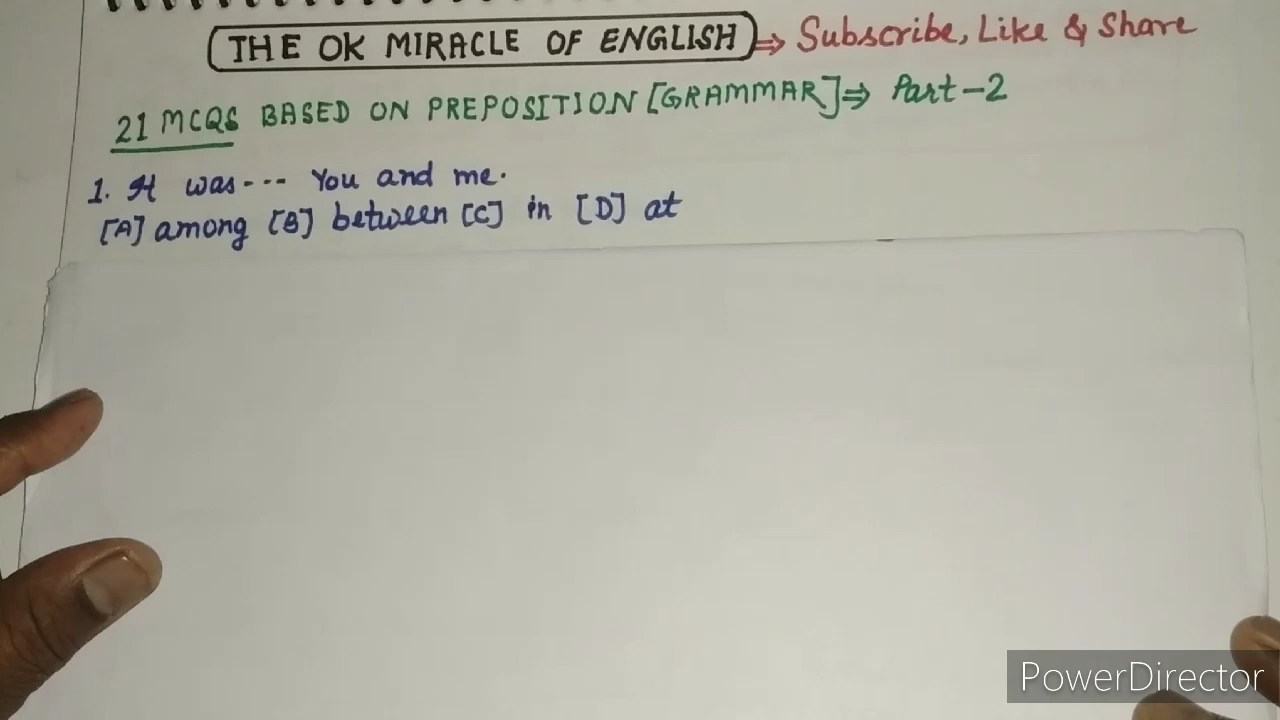 THE OK MIRACLE OF ENGLISH ⇒ Subscribe, Like & Share
21 MCQS BASED ON PREPOSITION [GRAMMAR] ⇒ Part-2
1. It was --- You and me.
[A] among [B] between [C] in [D] at
PowerDirector